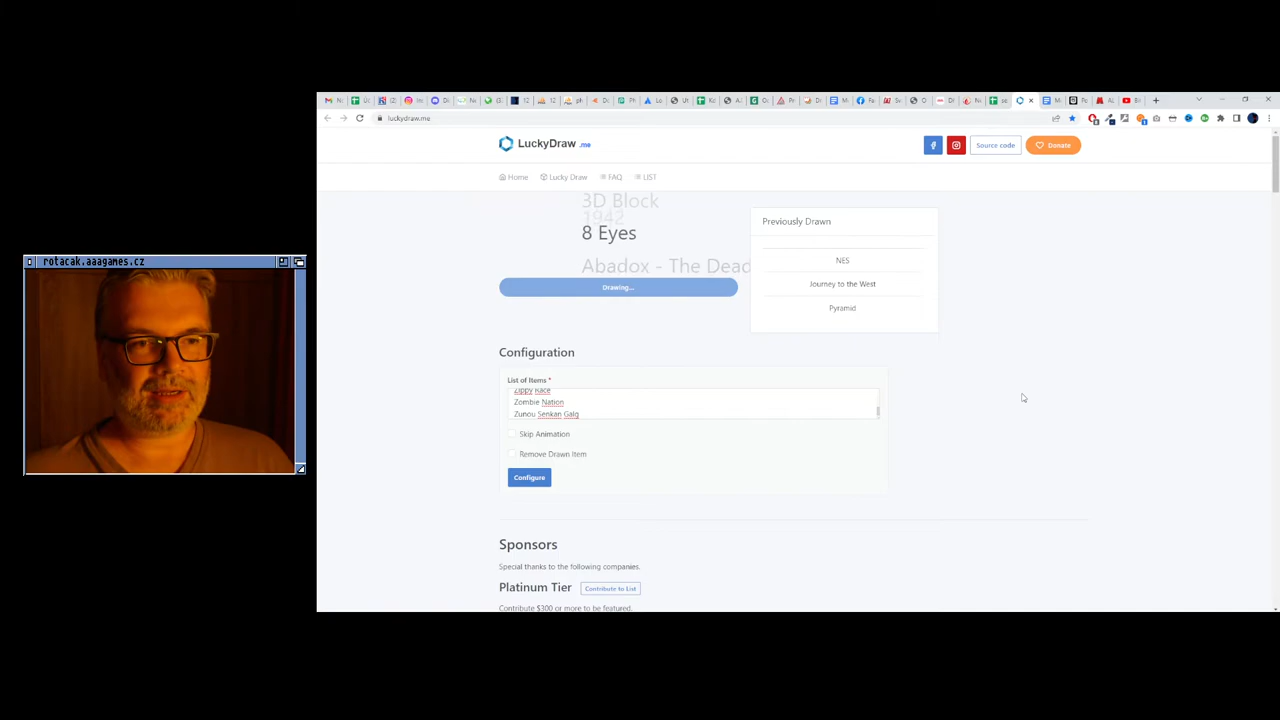 rotacak.aaagames.cz
luckydraw.me
LuckyDraw .me
Source code
Donate
Home
Lucky Draw
FAQ
LIST
3D Block
1942
8 Eyes
Abadox - The Dead
Drawing...
Previously Drawn
NES
Journey to the West
Pyramid
Configuration
List of Items *
Zippy Race
Zombie Nation
Zunou Senkan Galg
Skip Animation
Remove Drawn Item
Configure
Sponsors
Special thanks to the following companies.
Platinum Tier
Contribute to List
Contribute $300 or more to be featured.